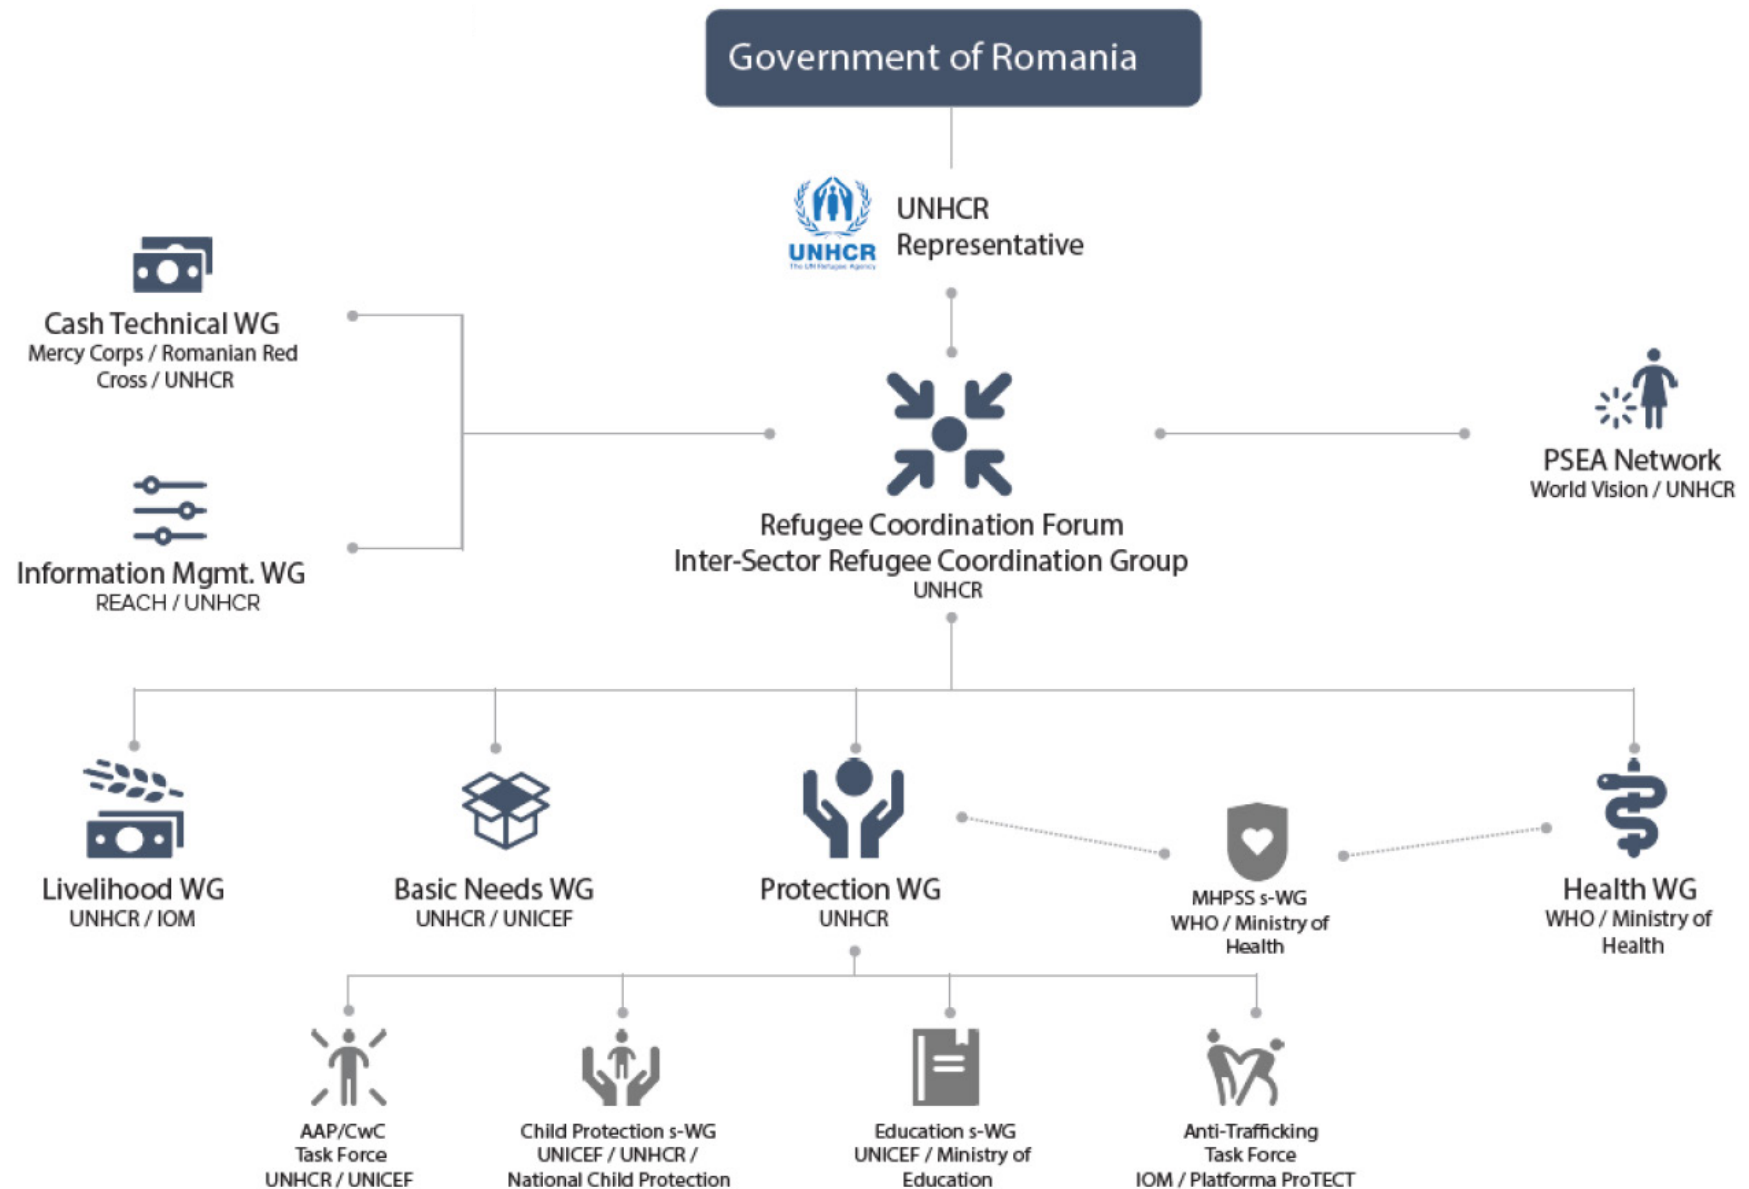 Government of Romania
UNHCR
The UN Refugee Agency
UNHCR
Representative
Cash Technical WG
Mercy Corps / Romanian Red
Cross / UNHCR
Information Mgmt. WG
REACH / UNHCR
PSEA Network
World Vision / UNHCR
Refugee Coordination Forum
Inter-Sector Refugee Coordination Group
UNHCR
Livelihood WG
UNHCR / IOM
Basic Needs WG
UNHCR / UNICEF
Protection WG
UNHCR
MHPSS s-WG
WHO / Ministry of
Health
Health WG
WHO / Ministry of
Health
AAP/CwC
Task Force
UNHCR / UNICEF
Child Protection s-WG
UNICEF / UNHCR /
National Child Protection
Education s-WG
UNICEF / Ministry of
Education
Anti-Trafficking
Task Force
IOM / Platforma ProTECT